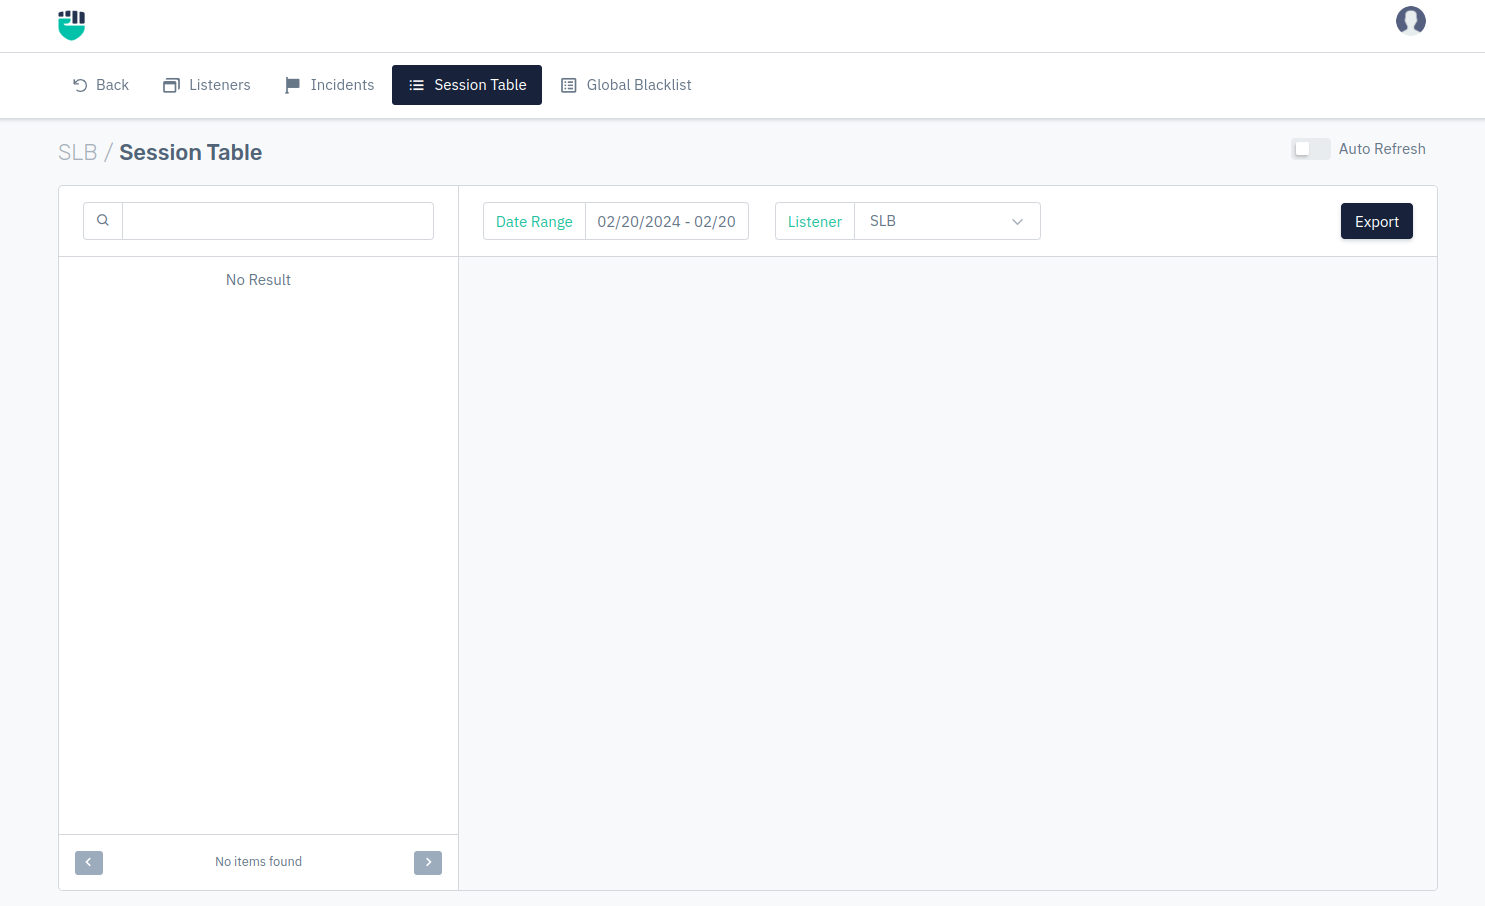 Back Listeners Incidents Session Table Global Blacklist
SLB / Session Table
Auto Refresh
Date Range 02/20/2024 - 02/20 Listener SLB Export
No Result
No items found